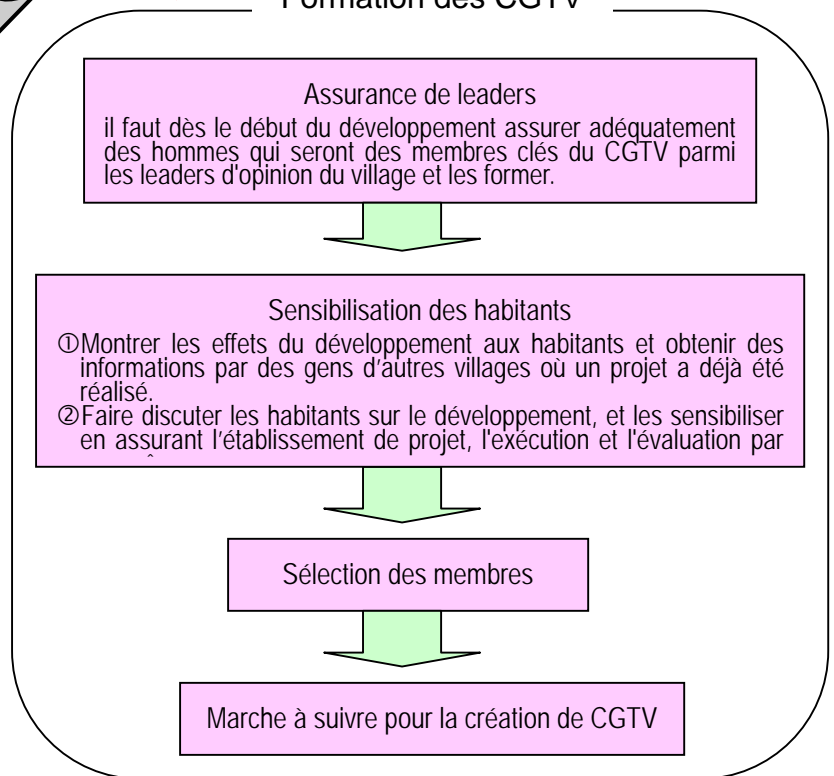 Formation des CGTV
Assurance de leaders
il faut dès le début du développement assurer adéquatement
des hommes qui seront des membres clés du CGTV parmi
les leaders d'opinion du village et les former.
Sensibilisation des habitants
①Montrer les effets du développement aux habitants et obtenir des
informations par des gens d'autres villages où un projet a déjà été
réalisé.
②Faire discuter les habitants sur le développement, et les sensibiliser
en assurant l'établissement de projet, l'exécution et l'évaluation par
Sélection des membres
Marche à suivre pour la création de CGTV